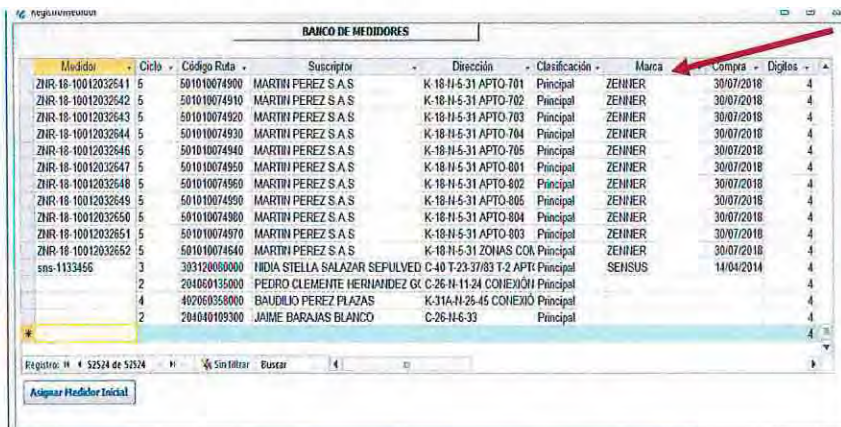 RegistroMedidor
BANCO DE MEDIDORES
Medidor Ciclo Código Ruta Suscriptor Dirección Clasificación Marca Compra Digitos
ZNR-18-10012032641 5 501010074900 MARTIN PEREZ S.A.S K-18-N-5-31 APTO-701 Principal ZENNER 30/07/2018 4
ZNR-18-10012032642 5 501010074910 MARTIN PEREZ S.A.S K-18-N-5-31 APTO-702 Principal ZENNER 30/07/2018 4
ZNR-18-10012032643 5 501010074920 MARTIN PEREZ S.A.S K-18-N-5-31 APTO-703 Principal ZENNER 30/07/2018 4
ZNR-18-10012032644 5 501010074930 MARTIN PEREZ S.A.S K-18-N-5-31 APTO-704 Principal ZENNER 30/07/2018 4
ZNR-18-10012032646 5 501010074940 MARTIN PEREZ S.A.S K-18-N-5-31 APTO-705 Principal ZENNER 30/07/2018 4
ZNR-18-10012032647 5 501010074950 MARTIN PEREZ S.A.S K-18-N-5-31 APTO-801 Principal ZENNER 30/07/2018 4
ZNR-18-10012032648 5 501010074960 MARTIN PEREZ S.A.S K-18-N-5-31 APTO-802 Principal ZENNER 30/07/2018 4
ZNR-18-10012032649 5 501010074990 MARTIN PEREZ S.A.S K-18-N-5-31 APTO-805 Principal ZENNER 30/07/2018 4
ZNR-18-10012032650 5 501010074980 MARTIN PEREZ S.A.S K-18-N-5-31 APTO-804 Principal ZENNER 30/07/2018 4
ZNR-18-10012032651 5 501010074970 MARTIN PEREZ S.A.S K-18-N-5-31 APTO-803 Principal ZENNER 30/07/2018 4
ZNR-18-10012032652 5 501010074640 MARTIN PEREZ S.A.S K-18-N-5-31 ZONAS COM Principal ZENNER 30/07/2018 4
sns-1133456 3 303120060000 NIDIA STELLA SALAZAR SEPULVED C-40 T-23-37/83 T-2 APT( Principal SENSUS 14/04/2014 4
2 204060135000 PEDRO CLEMENTE HERNANDEZ G( C-26-N-11-24 CONEXIÓN Principal 4
4 402060358000 BAUDILIO PEREZ PLAZAS K-31A-N-26-45 CONEXIÓ Principal 4
2 204040109300 JAIME BARAJAS BLANCO C-26-N-6-33 Principal 4
* 4
Registro: 52524 de 52524 Sin filtrar Buscar
Asignar Medidor Inicial